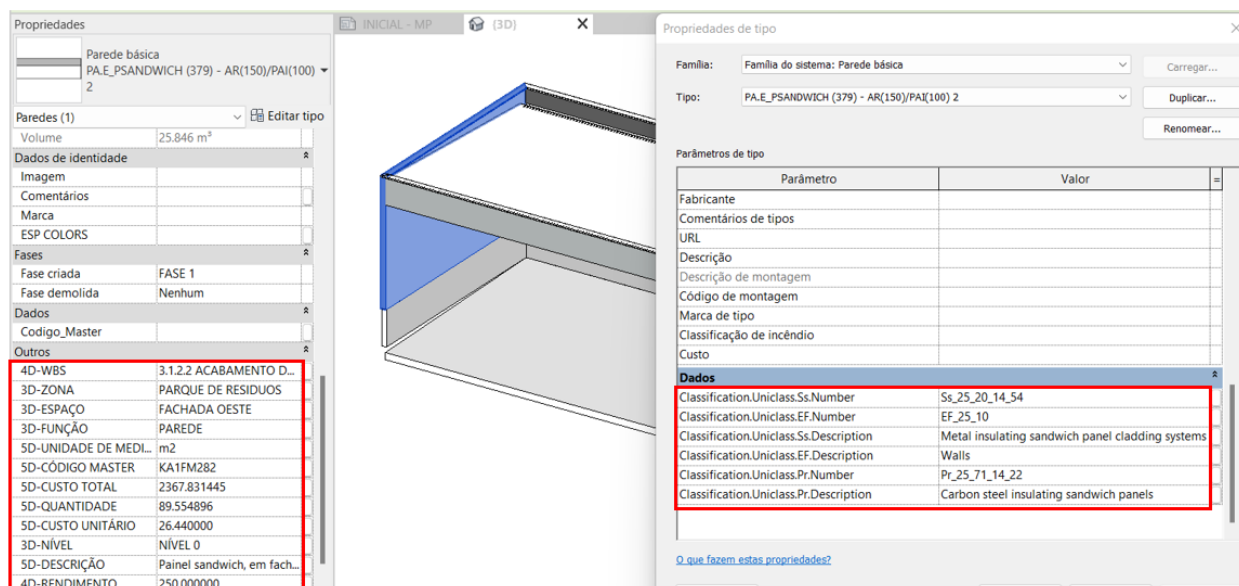 Propriedades
Parede básica
PA.E_PSANDWICH (379) - AR(150)/PAI(100)
2
Paredes (1)
Editar tipo
Volume 25.846 m³
Dados de identidade
Imagem
Comentários
Marca
ESP COLORS
Fases
Fase criada FASE 1
Fase demolida Nenhum
Dados
Codigo_Master
Outros
4D-WBS 3.1.2.2 ACABAMENTO D...
3D-ZONA PARQUE DE RESIDUOS
3D-ESPAÇO FACHADA OESTE
3D-FUNÇÃO PAREDE
5D-UNIDADE DE MEDI... m2
5D-CÓDIGO MASTER KA1FM282
5D-CUSTO TOTAL 2367.831445
5D-QUANTIDADE 89.554896
5D-CUSTO UNITÁRIO 26.440000
3D-NÍVEL NÍVEL 0
5D-DESCRIÇÃO Painel sandwich, em fach...
4D-RENDIMENTO 250.000000
INICIAL - MP
(3D)
Propriedades de tipo
Família: Família do sistema: Parede básica
Carregar...
Tipo: PA.E_PSANDWICH (379) - AR(150)/PAI(100) 2
Duplicar...
Renomear...
Parâmetros de tipo
Parâmetro Valor =
Fabricante
Comentários de tipos
URL
Descrição
Descrição de montagem
Código de montagem
Marca de tipo
Classificação de incêndio
Custo
Dados
Classification.Uniclass.Ss.Number Ss_25_20_14_54
Classification.Uniclass.EF.Number EF_25_10
Classification.Uniclass.Ss.Description Metal insulating sandwich panel cladding systems
Classification.Uniclass.EF.Description Walls
Classification.Uniclass.Pr.Number Pr_25_71_14_22
Classification.Uniclass.Pr.Description Carbon steel insulating sandwich panels
O que fazem estas propriedades?